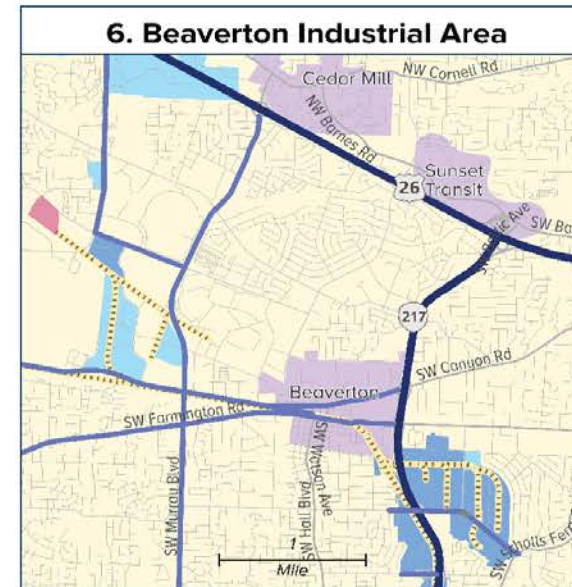 6. Beaverton Industrial Area
NW Cornell Rd
Cedar Mill
NW Barnes Rd
Sunset
Transit
26
SW Ba
217
SW Canyon Rd
Beaverton
SW Farmington Rd
SW Watson Ave
SW Hall Blvd
SW Murray Blvd
SW Scholls Fer
1
Mile